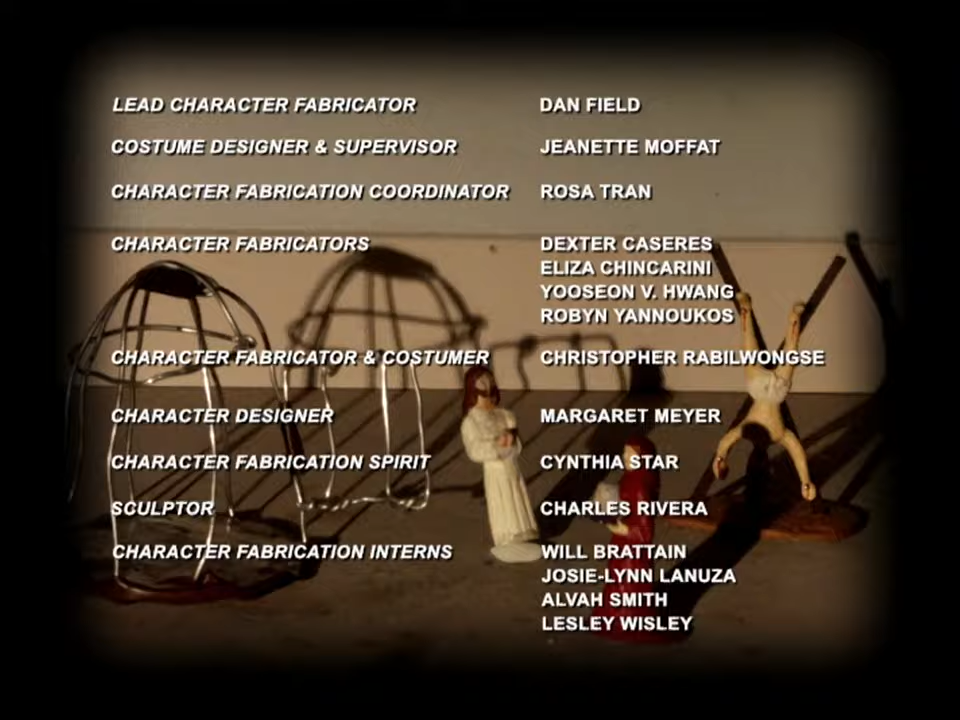 LEAD CHARACTER FABRICATOR DAN FIELD
COSTUME DESIGNER & SUPERVISOR JEANETTE MOFFAT
CHARACTER FABRICATION COORDINATOR ROSA TRAN
CHARACTER FABRICATORS DEXTER CASERES
ELIZA CHINCARINI
YOOSEON V. HWANG
ROBYN YANNOUKOS
CHARACTER FABRICATOR & COSTUMER CHRISTOPHER RABILWONGSE
CHARACTER DESIGNER MARGARET MEYER
CHARACTER FABRICATION SPIRIT CYNTHIA STAR
SCULPTOR CHARLES RIVERA
CHARACTER FABRICATION INTERNS WILL BRATTAIN
JOSIE-LYNN LANUZA
ALVAH SMITH
LESLEY WISLEY